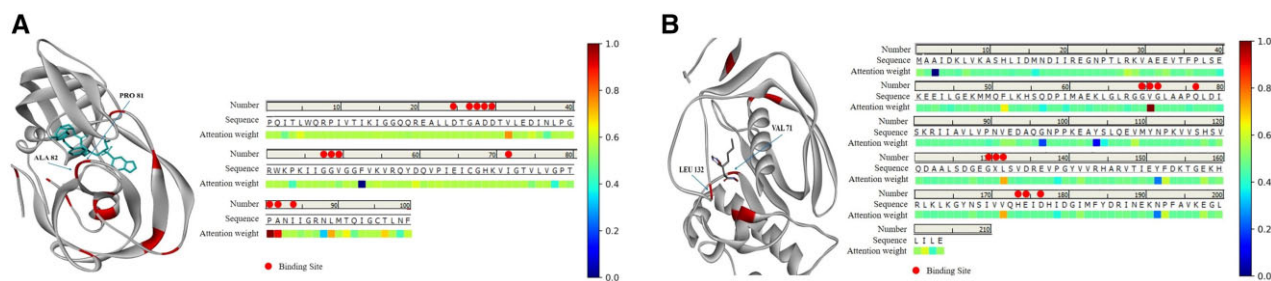 A
PRO 81
ALA 82
Number 10 20 30 40
Sequence PQITLWQRPIVTIKIGGQQREALLDTGADDTVLEDINLPG
Attention weight
Number 50 60 70 80
Sequence RWKPKIIGGVGGFVKVRQYDQVPIEICGHKVIGTVLVGPT
Attention weight
Number 90 100
Sequence PANIIGRNLMTQIGCTLNF
Attention weight
Binding Site
1.0
0.8
0.6
0.4
0.2
0.0
B
VAL 71
LEU 132
Number 10 20 30 40
Sequence MAAIDKLVKASHLIDMNDIIREGNPTLRKVAEEVTFPLSE
Attention weight
Number 50 60 70 80
Sequence KEEILGEKMMQFLKHSQDPIMAEKLGLRGGVGLAAPQLDI
Attention weight
Number 90 100 110 120
Sequence SKRIIAVLVPNVEDAQGNPPKEAYSLQEVMYNPKVVSHSV
Attention weight
Number 130 140 150 160
Sequence QDAALSDGEGXLSVDREVPGYVVRHARVTIEYFDKTGEKH
Attention weight
Number 170 180 190 200
Sequence RLKLKGYNSIVVQHEIDHIDGIMFYDRINEKNPFAVKEGL
Attention weight
Number 210
Sequence LILE
Attention weight
Binding Site
1.0
0.8
0.6
0.4
0.2
0.0